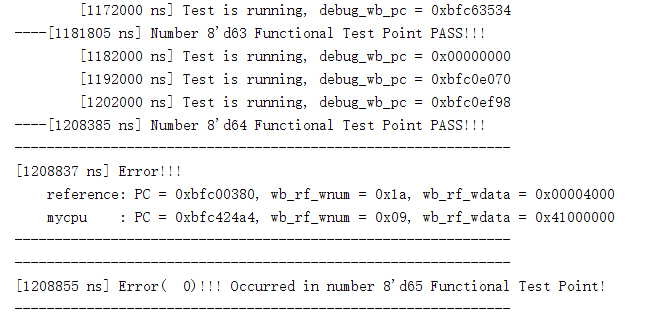 [1172000 ns] Test is running, debug_wb_pc = 0xbfc63534
----[1181805 ns] Number 8'd63 Functional Test Point PASS!!!
[1182000 ns] Test is running, debug_wb_pc = 0x00000000
[1192000 ns] Test is running, debug_wb_pc = 0xbfc0e070
[1202000 ns] Test is running, debug_wb_pc = 0xbfc0ef98
----[1208385 ns] Number 8'd64 Functional Test Point PASS!!!
--------------------------------------------------------------
[1208837 ns] Error!!!
reference: PC = 0xbfc00380, wb_rf_wnum = 0x1a, wb_rf_wdata = 0x00004000
mycpu    : PC = 0xbfc424a4, wb_rf_wnum = 0x09, wb_rf_wdata = 0x41000000
--------------------------------------------------------------
--------------------------------------------------------------
[1208855 ns] Error(  0)!!! Occurred in number 8'd65 Functional Test Point!
--------------------------------------------------------------